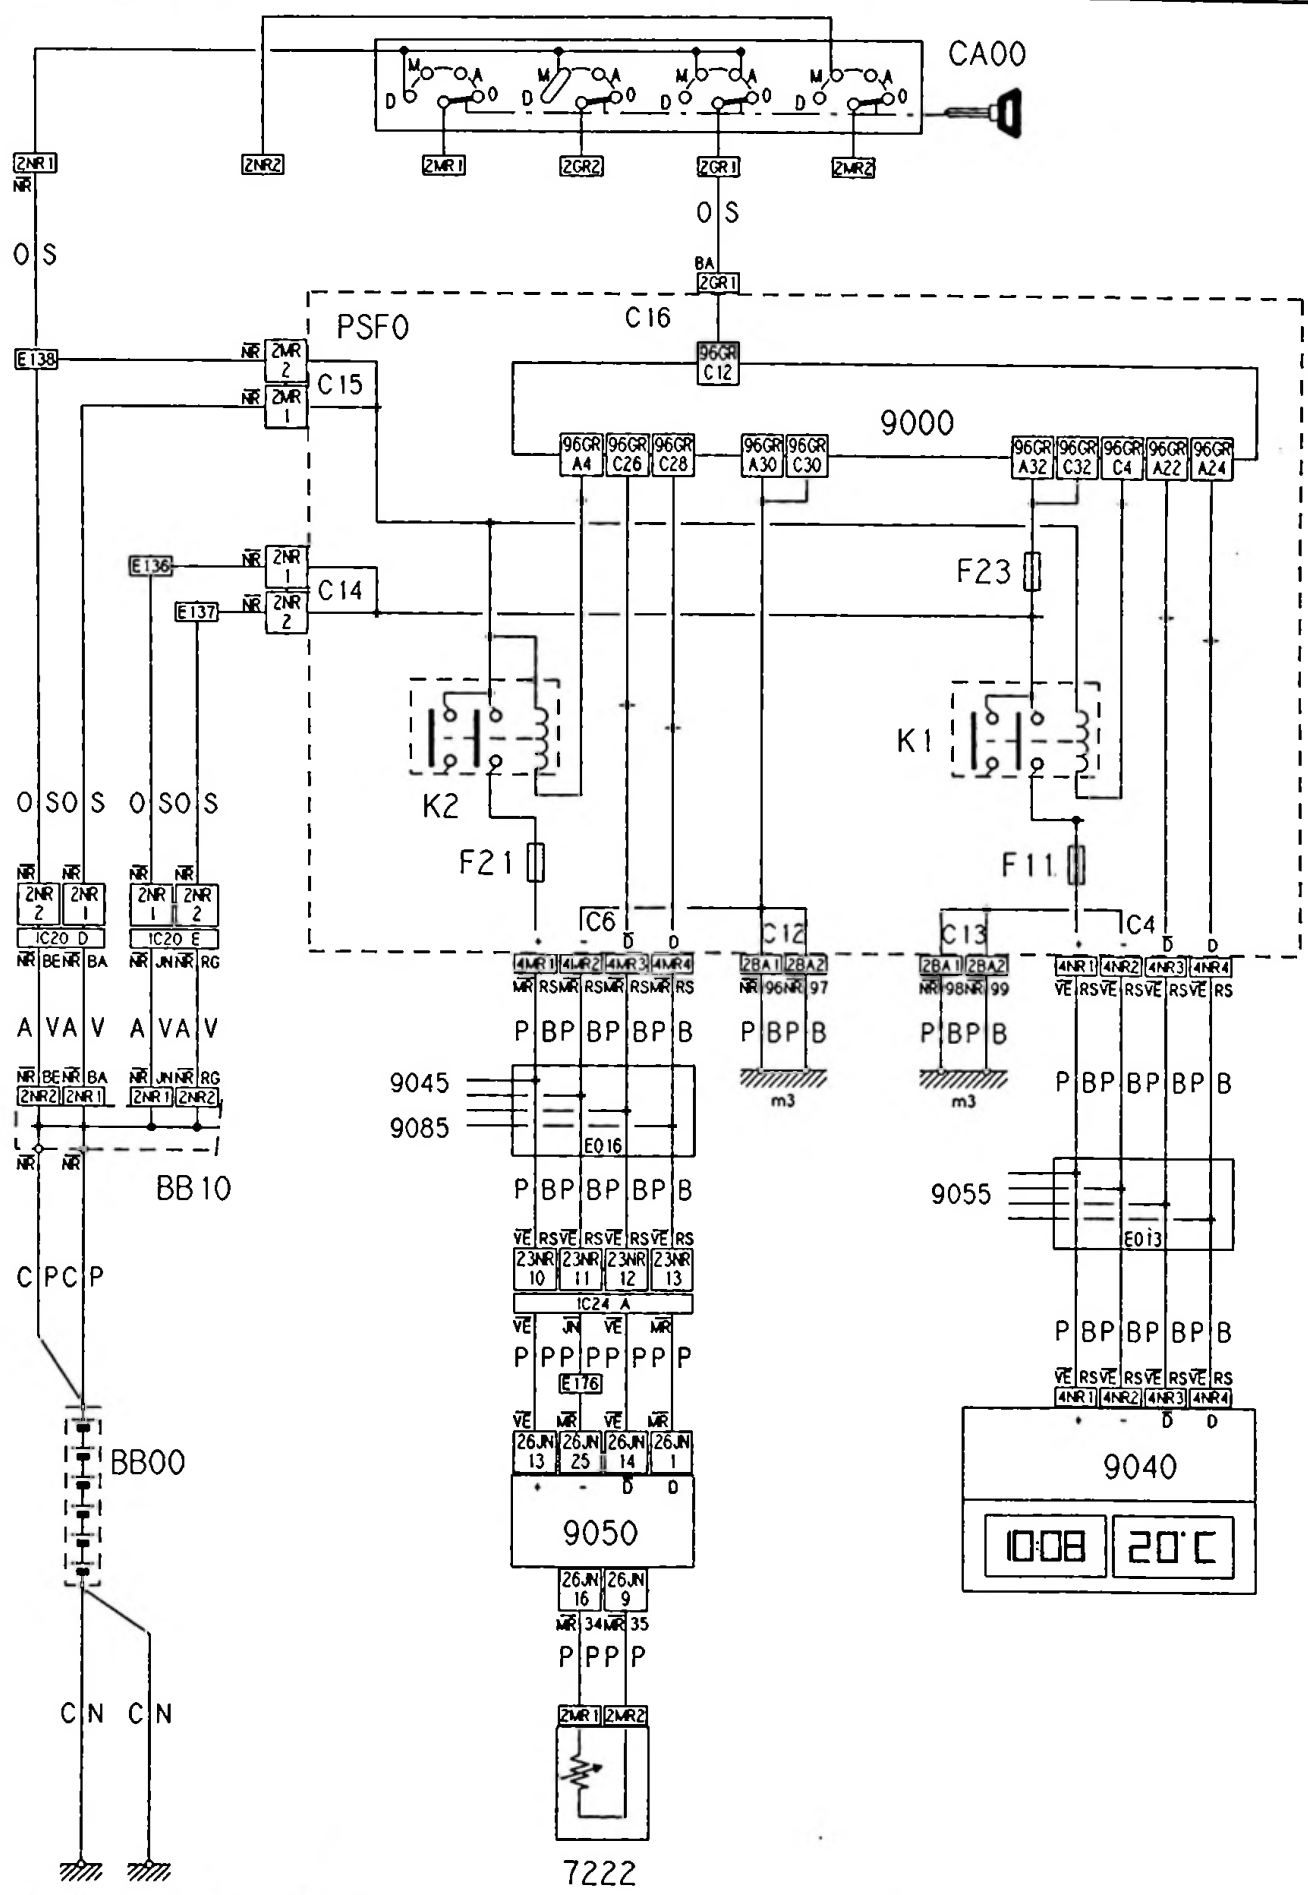 CA00
M A M A M A M A
D O D O D O D O
2NR1 2NR2 2MR1 2GR2 2GR1 2MR2
NR
O S
O S
BA
2GR1
C16
PSF0
E138 NR 2MR 2 96GR C12
C15
NR 2MR 1
9000
96GR A4 96GR C26 96GR C28 96GR A30 96GR C30 96GR A32 96GR C32 96GR C4 96GR A22 96GR A24
E136 NR 2NR 1
C14
F23
E137 NR 2NR 2
K1
K2
O S O S O S O S
F21 F11
NR NR NR NR
2NR 2 2NR 1 2NR 1 2NR 2
1C20 D 1C20 E
C6 C12 C13 C4
+ - D D + - D D
NR BE NR BA NR JN NR RG
4MR1 4MR2 4MR3 4MR4 2BA1 2BA2 2BA1 2BA2 4NR1 4NR2 4NR3 4NR4
MR RS MR RS MR RS MR RS NR 96 NR 97 NR 98 NR 99 VE RS VE RS VE RS VE RS
A V A V A V A V
P B P B P B P B P B P B P B P B
NR BE NR BA NR JN NR RG
2NR2 2NR1 2NR1 2NR2
9045
m3 m3
P B P B P B P B
9085
E016
NR NR
BB10
P B P B P B P B
9055
E013
VE RS VE RS VE RS VE RS
23NR 10 23NR 11 23NR 12 23NR 13
C P C P
1C24 A
VE JN VE MR
P P P P P P P P
P B P B P B P B
E176
VE RS VE RS VE RS VE RS
4NR1 4NR2 4NR3 4NR4
VE MR VE MR
26JN 13 26JN 25 26JN 14 26JN 1
+ - D D
+ - D D
BB00
9040
9050
10:08 20°C
26JN 16 26JN 9
MR 34 MR 35
P P P P
C N C N
2MR1 2MR2
7222